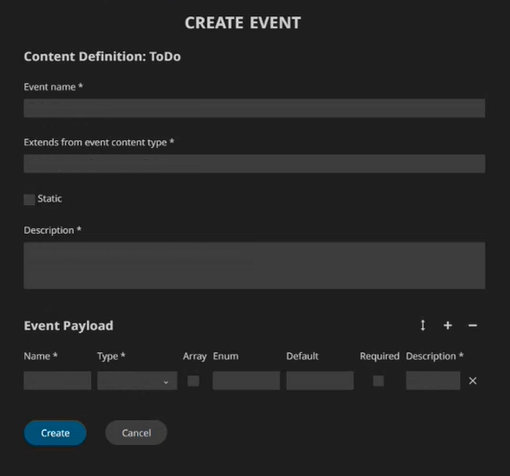 CREATE EVENT
Content Definition: ToDo
Event name *
Extends from event content type *
Static
Description *
Event Payload
Name * Type * Array Enum Default Required Description *
Create Cancel